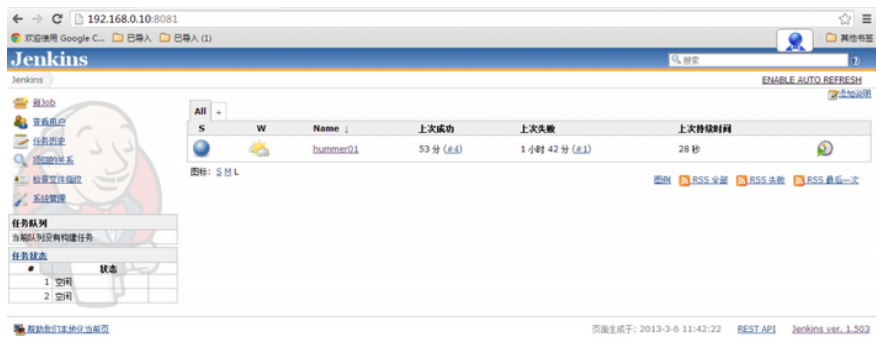 192.168.0.10:8081
欢迎使用 Google C... 已导入 已导入 (1) 其他书签
Jenkins 搜索
Jenkins ENABLE AUTO REFRESH
添加说明
新Job
查看用户
任务历史
项目的关系
检查文件指纹
系统管理
任务队列
当前队列没有构建任务
任务状态
# 状态
1 空闲
2 空闲
All +
S W Name ↓ 上次成功 上次失败 上次持续时间
hummer01 53 分 (#4) 1 小时 42 分 (#1) 28 秒
图标: S M L
图例 RSS 全部 RSS 失败 RSS 最后一次
帮助我们本地化当前页 页面生成于: 2013-3-6 11:42:22 REST API Jenkins ver. 1.503